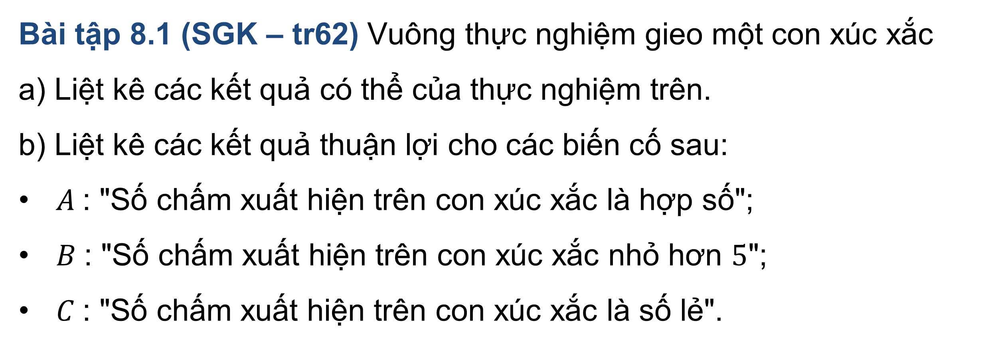 Bài tập 8.1 (SGK – tr62) Vuông thực nghiệm gieo một con xúc xắc
a) Liệt kê các kết quả có thể của thực nghiệm trên.
b) Liệt kê các kết quả thuận lợi cho các biến cố sau:
• A : "Số chấm xuất hiện trên con xúc xắc là hợp số";
• B : "Số chấm xuất hiện trên con xúc xắc nhỏ hơn 5";
• C : "Số chấm xuất hiện trên con xúc xắc là số lẻ".